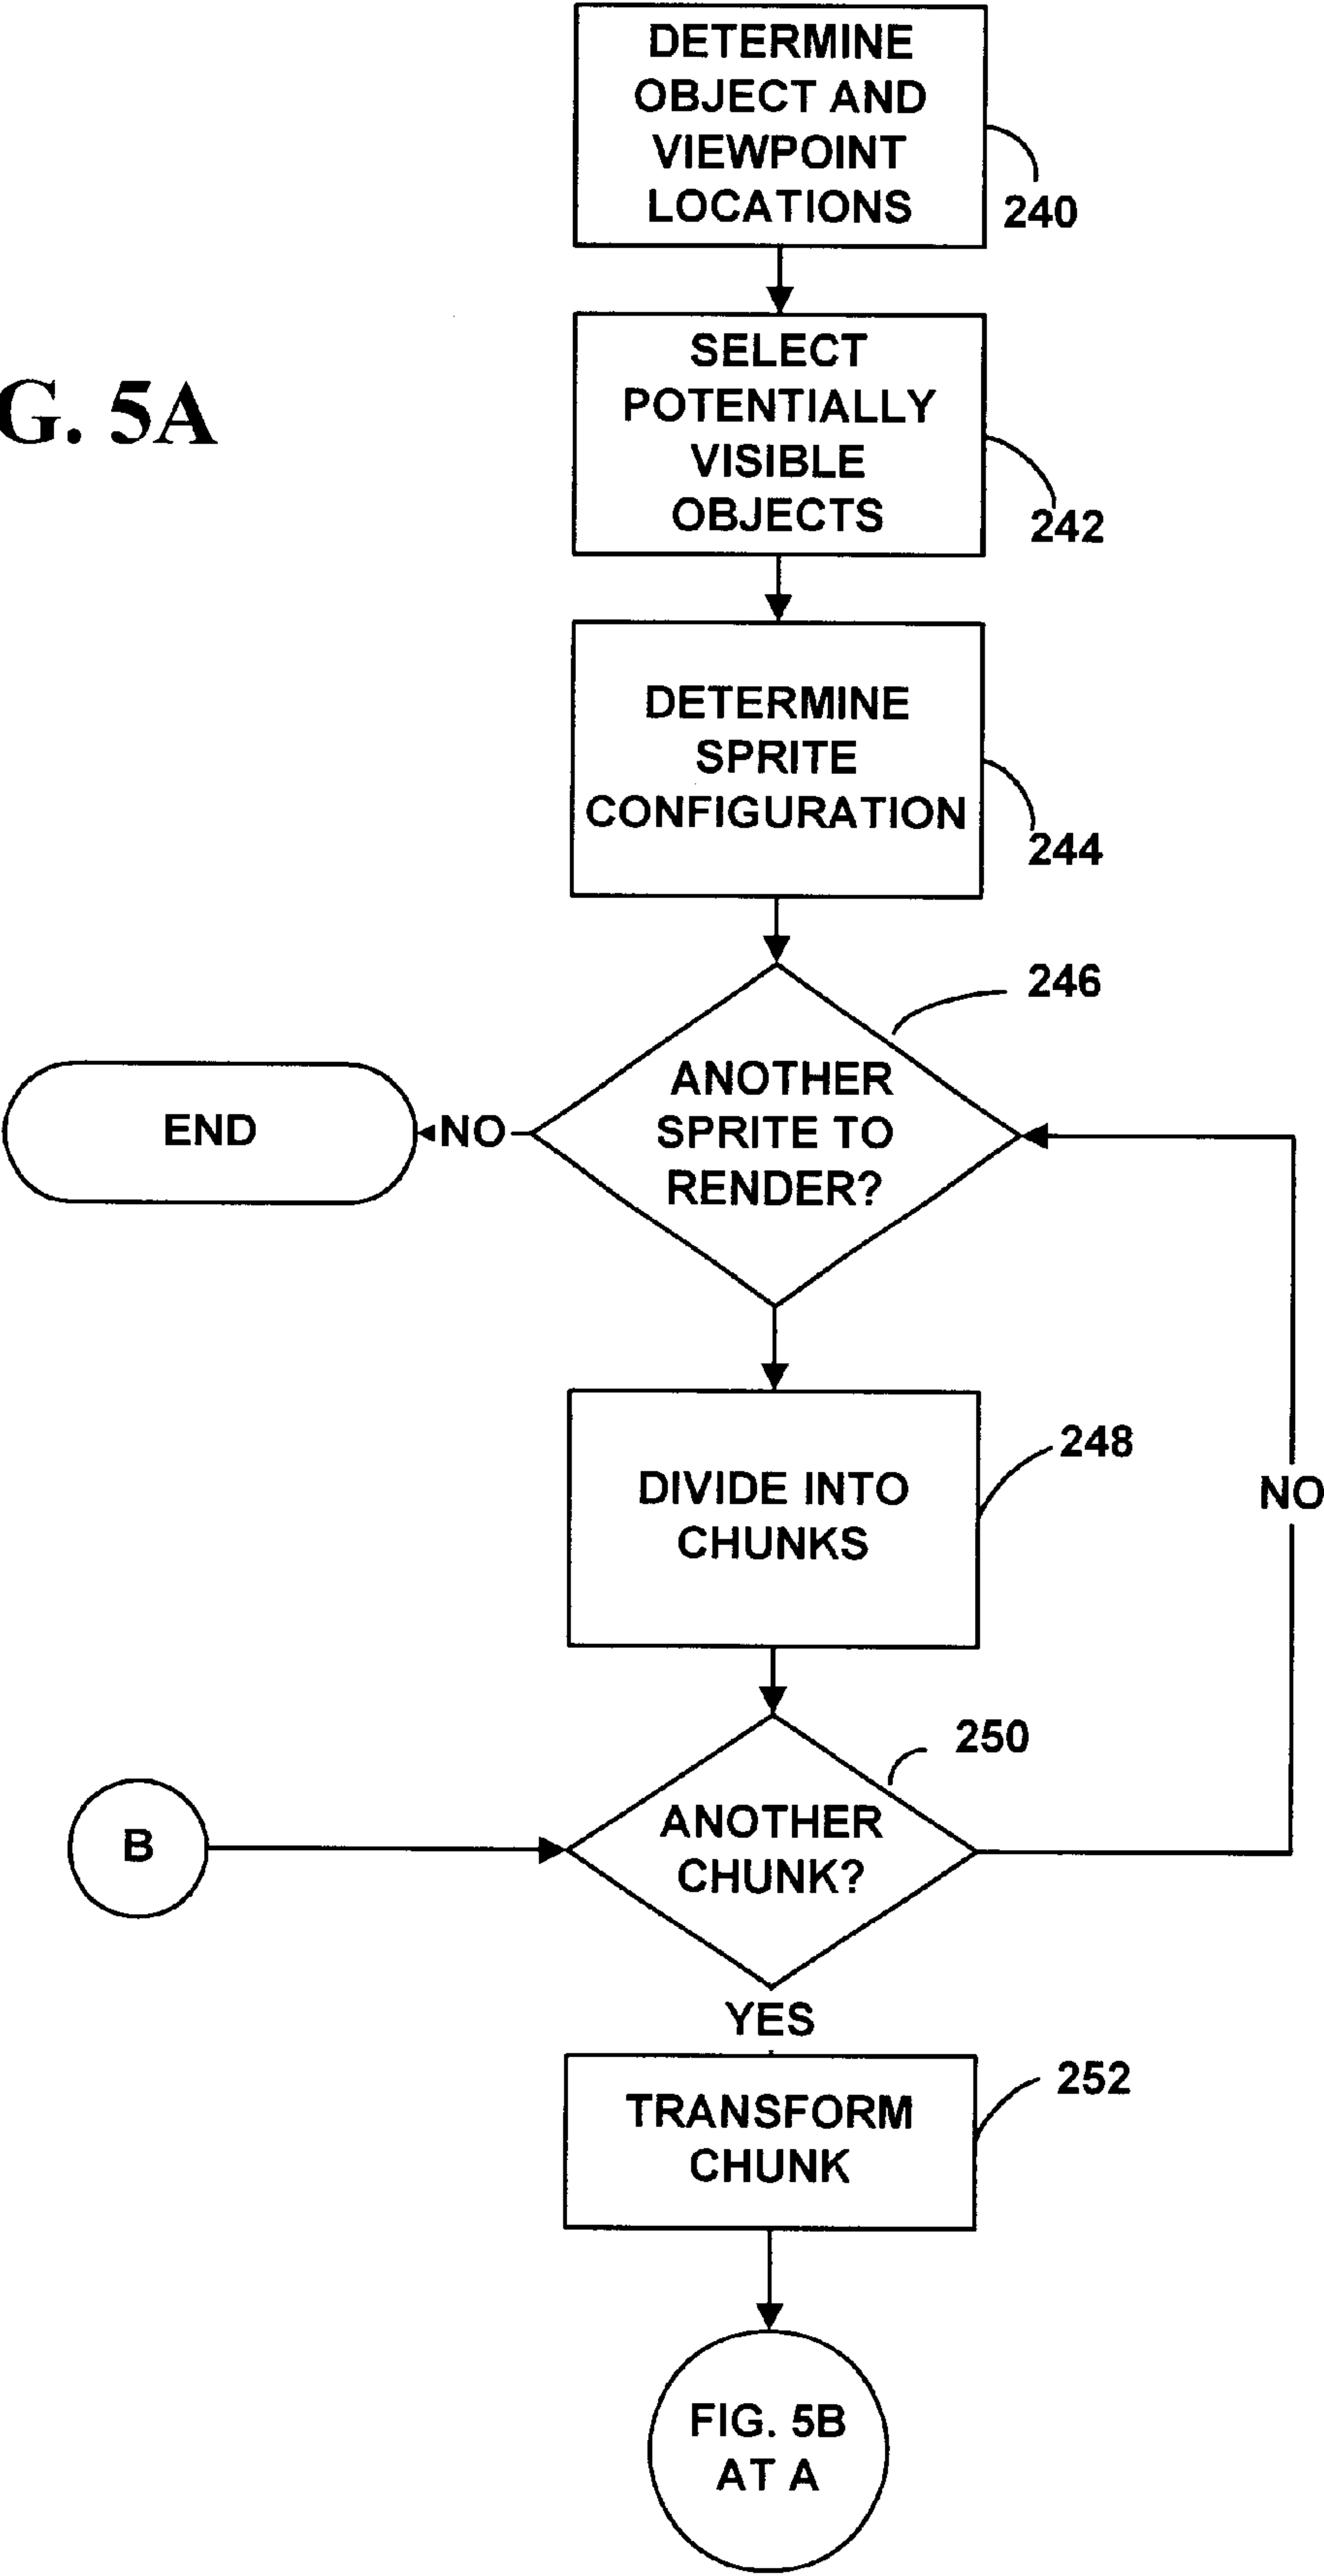 DETERMINE
OBJECT AND
VIEWPOINT
LOCATIONS
240
SELECT
POTENTIALLY
VISIBLE
OBJECTS
242
G. 5A
DETERMINE
SPRITE
CONFIGURATION
244
246
ANOTHER
SPRITE TO
RENDER?
NO
END
248
DIVIDE INTO
CHUNKS
NO
250
ANOTHER
CHUNK?
B
YES
252
TRANSFORM
CHUNK
FIG. 5B
AT A